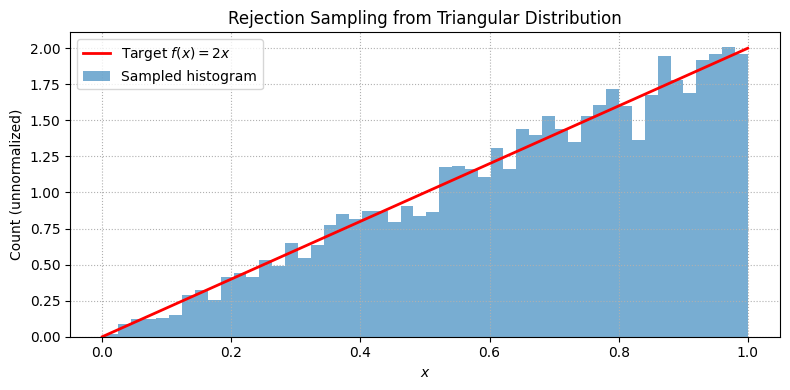 Rejection Sampling from Triangular Distribution
Target f(x) = 2x
Sampled histogram
Count (unnormalized)
2.00
1.75
1.50
1.25
1.00
0.75
0.50
0.25
0.00
0.0 0.2 0.4 0.6 0.8 1.0
x